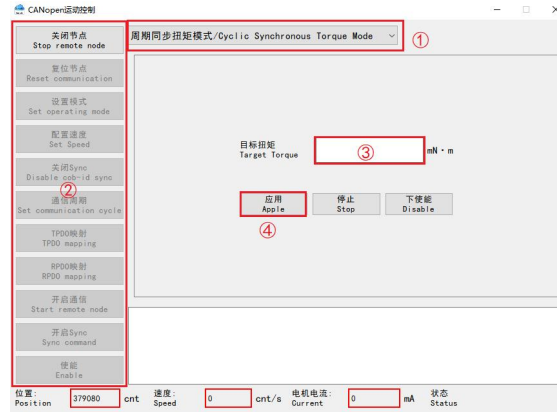 CANopen运动控制
周期同步扭矩模式/Cyclic Synchronous Torque Mode
①
关闭节点
Stop remote node
复位节点
Reset communication
设置模式
Set operating mode
配置速度
Set Speed
关闭Sync
Disable cob-id sync
②
通信周期
Set communication cycle
TPDO映射
TPDO mapping
RPDO映射
RPDO mapping
开启通信
Start remote node
开启Sync
Sync command
使能
Enable
目标扭矩
Target Torque
③
mN·m
应用
Apple
停止
Stop
下使能
Disable
④
位置:
Position
379080
cnt
速度:
Speed
0
cnt/s
电机电流:
Current
0
mA
状态
Status